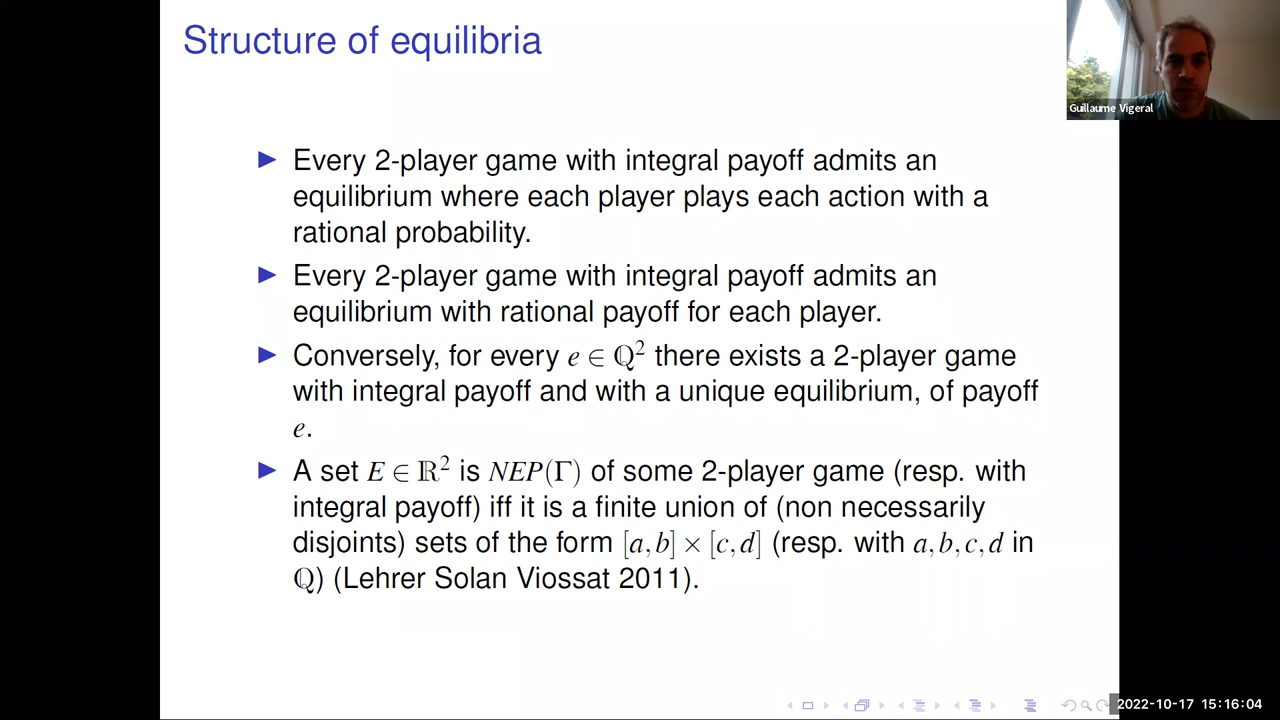 Structure of equilibria
Guillaume Vigeral
► Every 2-player game with integral payoff admits an
equilibrium where each player plays each action with a
rational probability.
► Every 2-player game with integral payoff admits an
equilibrium with rational payoff for each player.
► Conversely, for every e ∈ ℚ² there exists a 2-player game
with integral payoff and with a unique equilibrium, of payoff
e.
► A set E ∈ ℝ² is NEP(Γ) of some 2-player game (resp. with
integral payoff) iff it is a finite union of (non necessarily
disjoints) sets of the form [a,b] × [c,d] (resp. with a,b,c,d in
ℚ) (Lehrer Solan Viossat 2011).
2022-10-17 15:16:04